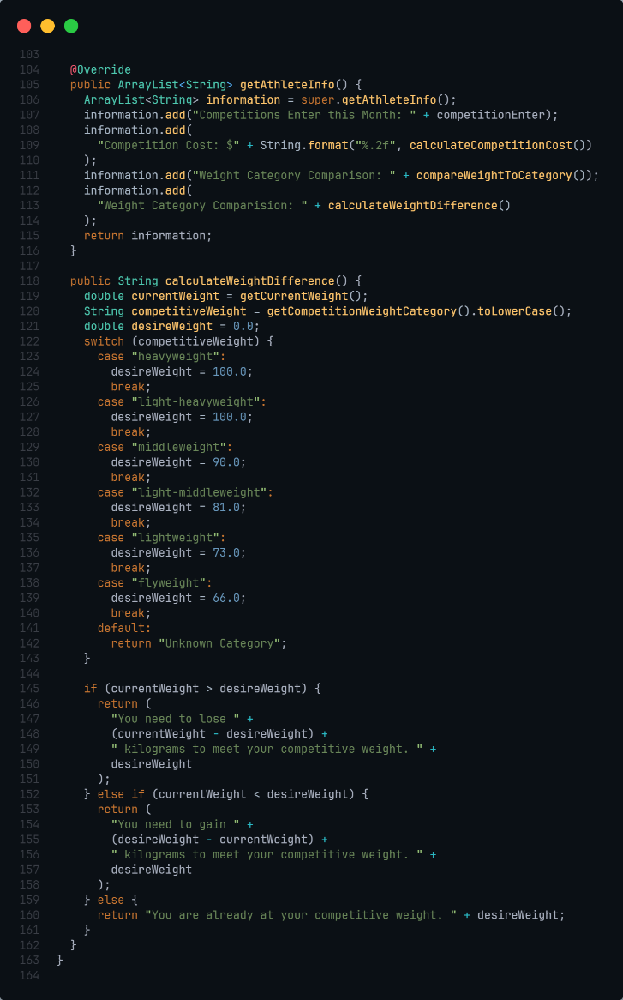 103
104 @Override
105 public ArrayList<String> getAthleteInfo() {
106 ArrayList<String> information = super.getAthleteInfo();
107 information.add("Competitions Enter this Month: " + competitionEnter);
108 information.add(
109 "Competition Cost: $" + String.format("%.2f", calculateCompetitionCost())
110 );
111 information.add("Weight Category Comparison: " + compareWeightToCategory());
112 information.add(
113 "Weight Category Comparision: " + calculateWeightDifference()
114 );
115 return information;
116 }
117
118 public String calculateWeightDifference() {
119 double currentWeight = getCurrentWeight();
120 String competitiveWeight = getCompetitionWeightCategory().toLowerCase();
121 double desireWeight = 0.0;
122 switch (competitiveWeight) {
123 case "heavyweight":
124 desireWeight = 100.0;
125 break;
126 case "light-heavyweight":
127 desireWeight = 100.0;
128 break;
129 case "middleweight":
130 desireWeight = 90.0;
131 break;
132 case "light-middleweight":
133 desireWeight = 81.0;
134 break;
135 case "lightweight":
136 desireWeight = 73.0;
137 break;
138 case "flyweight":
139 desireWeight = 66.0;
140 break;
141 default:
142 return "Unknown Category";
143 }
144
145 if (currentWeight > desireWeight) {
146 return (
147 "You need to lose " +
148 (currentWeight - desireWeight) +
149 " kilograms to meet your competitive weight. " +
150 desireWeight
151 );
152 } else if (currentWeight < desireWeight) {
153 return (
154 "You need to gain " +
155 (desireWeight - currentWeight) +
156 " kilograms to meet your competitive weight. " +
157 desireWeight
158 );
159 } else {
160 return "You are already at your competitive weight. " + desireWeight;
161 }
162 }
163 }
164